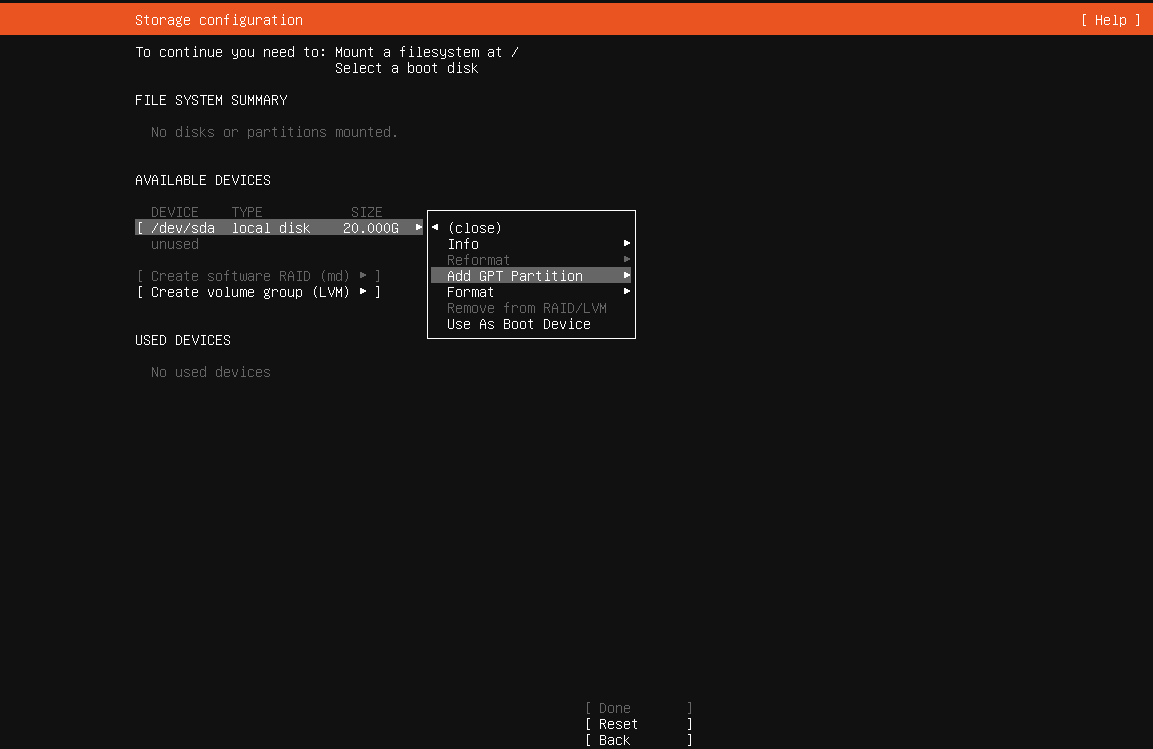 Storage configuration [ Help ]
To continue you need to: Mount a filesystem at /
Select a boot disk
FILE SYSTEM SUMMARY
No disks or partitions mounted.
AVAILABLE DEVICES
DEVICE TYPE SIZE
[ /dev/sda local disk 20.000G ▸
unused
[ Create software RAID (md) ▸ ]
[ Create volume group (LVM) ▸ ]
◂ (close)
Info ▸
Reformat ▸
Add GPT Partition ▸
Format ▸
Remove from RAID/LVM
Use As Boot Device
USED DEVICES
No used devices
[ Done ]
[ Reset ]
[ Back ]